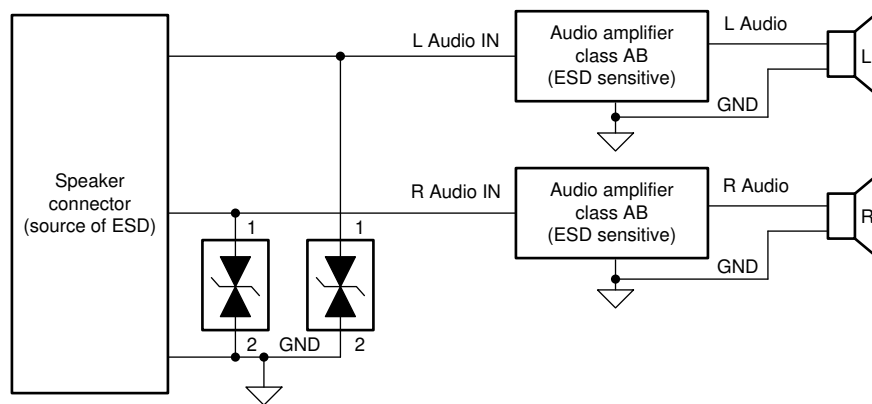 Speaker
connector
(source of ESD)
L Audio IN
Audio amplifier
class AB
(ESD sensitive)
L Audio
GND
L
R Audio IN
Audio amplifier
class AB
(ESD sensitive)
R Audio
GND
R
1
1
2
GND
2